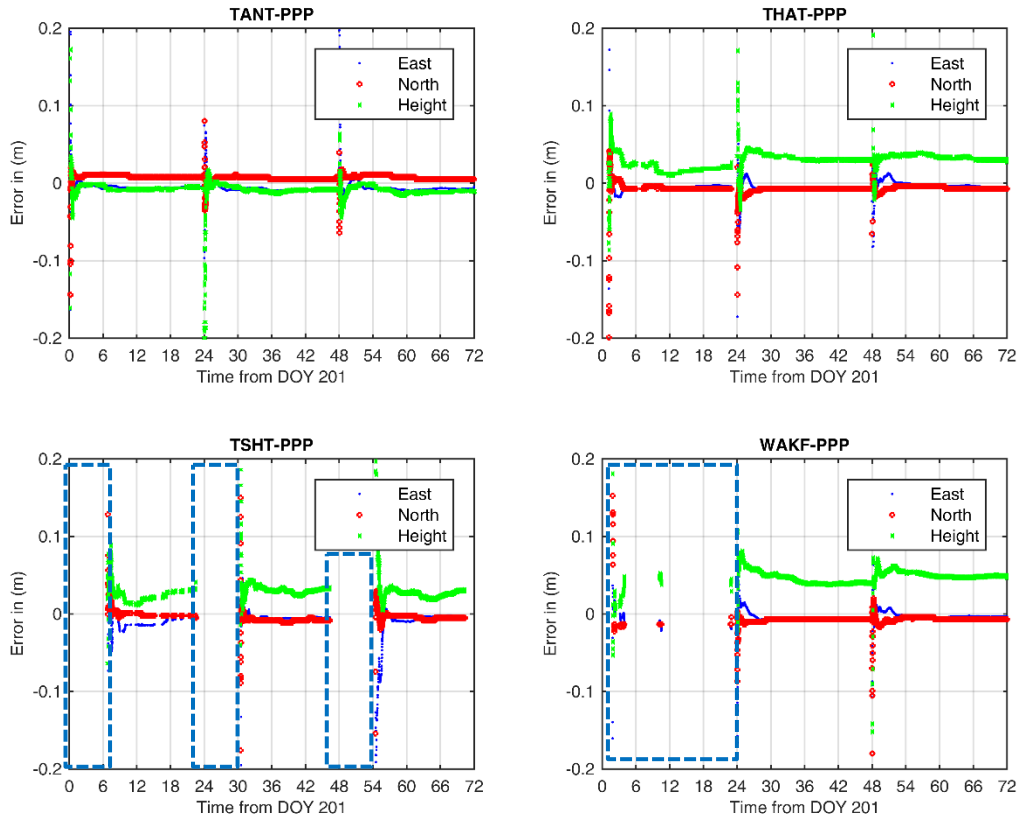 TANT-PPP
0.2
0.1
0
-0.1
-0.2
Error in (m)
East
North
Height
0 6 12 18 24 30 36 42 48 54 60 66 72
Time from DOY 201
THAT-PPP
0.2
0.1
0
-0.1
-0.2
Error in (m)
East
North
Height
0 6 12 18 24 30 36 42 48 54 60 66 72
Time from DOY 201
TSHT-PPP
0.2
0.1
0
-0.1
-0.2
Error in (m)
East
North
Height
0 6 12 18 24 30 36 42 48 54 60 66 72
Time from DOY 201
WAKF-PPP
0.2
0.1
0
-0.1
-0.2
Error in (m)
East
North
Height
0 6 12 18 24 30 36 42 48 54 60 66 72
Time from DOY 201